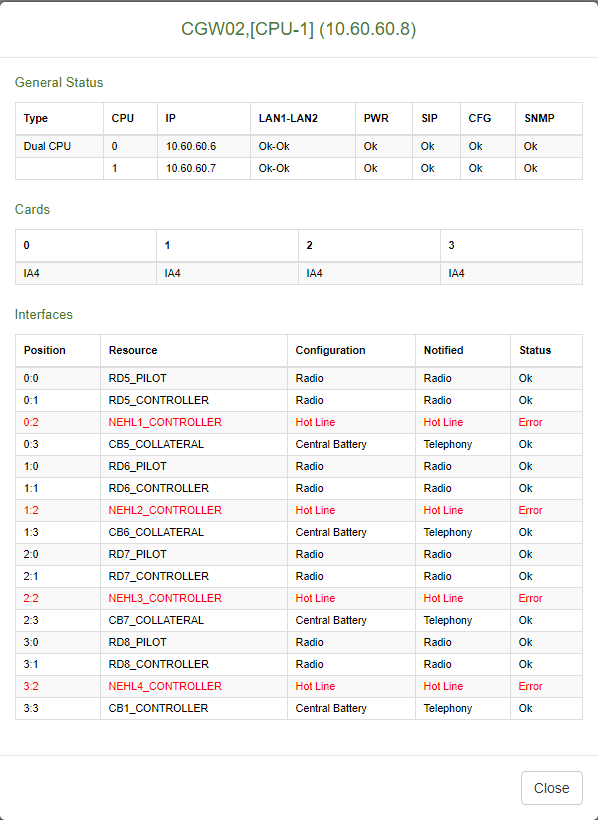 CGW02,[CPU-1] (10.60.60.8)
General Status
Type CPU IP LAN1-LAN2 PWR SIP CFG SNMP
Dual CPU 0 10.60.60.6 Ok-Ok Ok Ok Ok Ok
1 10.60.60.7 Ok-Ok Ok Ok Ok Ok
Cards
0 1 2 3
IA4 IA4 IA4 IA4
Interfaces
Position Resource Configuration Notified Status
0:0 RD5_PILOT Radio Radio Ok
0:1 RD5_CONTROLLER Radio Radio Ok
0:2 NEHL1_CONTROLLER Hot Line Hot Line Error
0:3 CB5_COLLATERAL Central Battery Telephony Ok
1:0 RD6_PILOT Radio Radio Ok
1:1 RD6_CONTROLLER Radio Radio Ok
1:2 NEHL2_CONTROLLER Hot Line Hot Line Error
1:3 CB6_COLLATERAL Central Battery Telephony Ok
2:0 RD7_PILOT Radio Radio Ok
2:1 RD7_CONTROLLER Radio Radio Ok
2:2 NEHL3_CONTROLLER Hot Line Hot Line Error
2:3 CB7_COLLATERAL Central Battery Telephony Ok
3:0 RD8_PILOT Radio Radio Ok
3:1 RD8_CONTROLLER Radio Radio Ok
3:2 NEHL4_CONTROLLER Hot Line Hot Line Error
3:3 CB1_CONTROLLER Central Battery Telephony Ok
Close